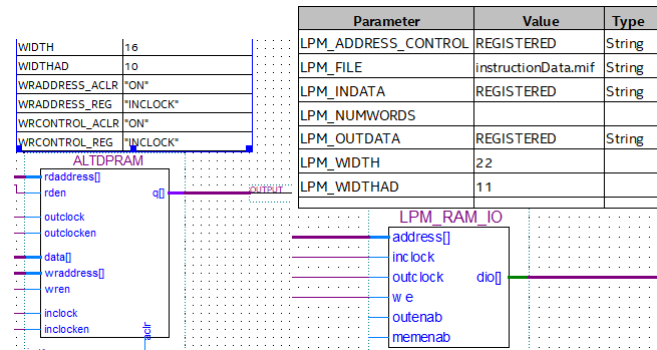 WIDTH 16
WIDTHAD 10
WRADDRESS_ACLR "ON"
WRADDRESS_REG "INCLOCK"
WRCONTROL_ACLR "ON"
WRCONTROL_REG "INCLOCK"
ALTDPRAM
rdaddress[]
rden q[] OUTPUT
outclock
outclocken
data[]
wraddress[]
wren
inclock
inclocken
aclr
Parameter Value Type
LPM_ADDRESS_CONTROL REGISTERED String
LPM_FILE instructionData.mif String
LPM_INDATA REGISTERED String
LPM_NUMWORDS
LPM_OUTDATA REGISTERED String
LPM_WIDTH 22
LPM_WIDTHAD 11
LPM_RAM_IO
address[]
inclock
outclock dio[]
we
outenab
memenab